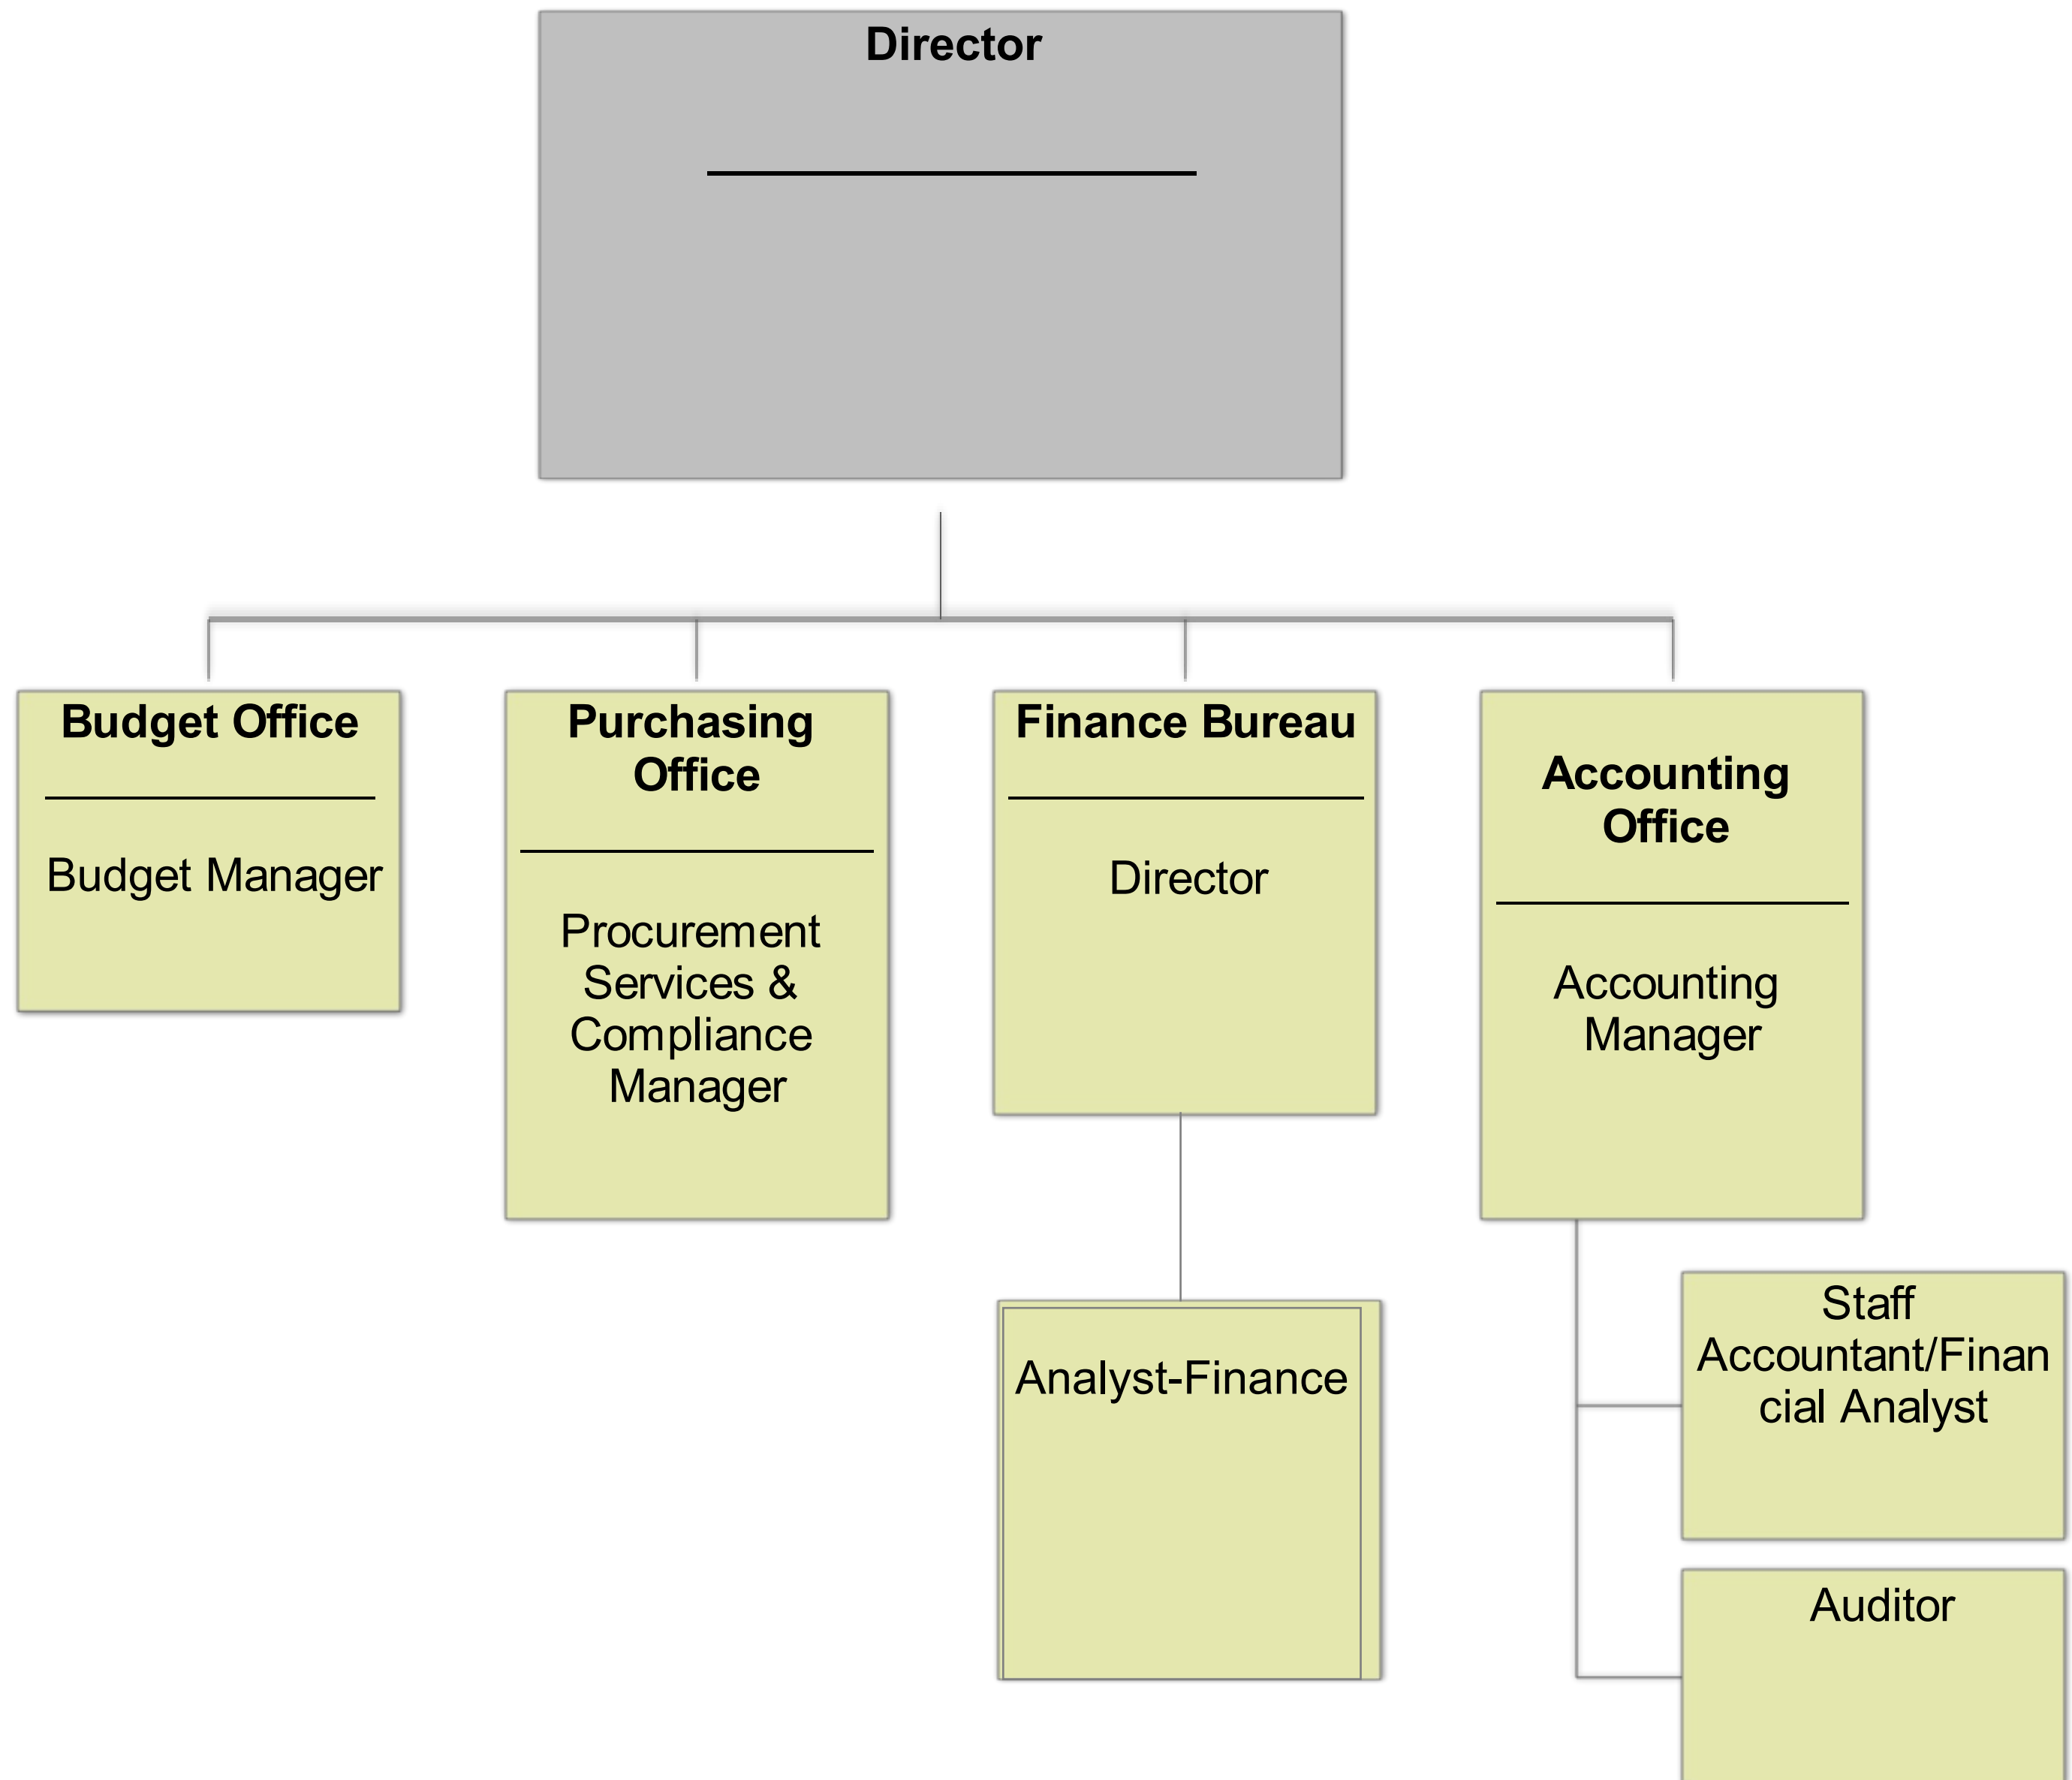 Director
Budget Office
Budget Manager
Purchasing
Office
Procurement
Services &
Compliance
Manager
Finance Bureau
Director
Accounting
Office
Accounting
Manager
Analyst-Finance
Staff
Accountant/Finan
cial Analyst
Auditor